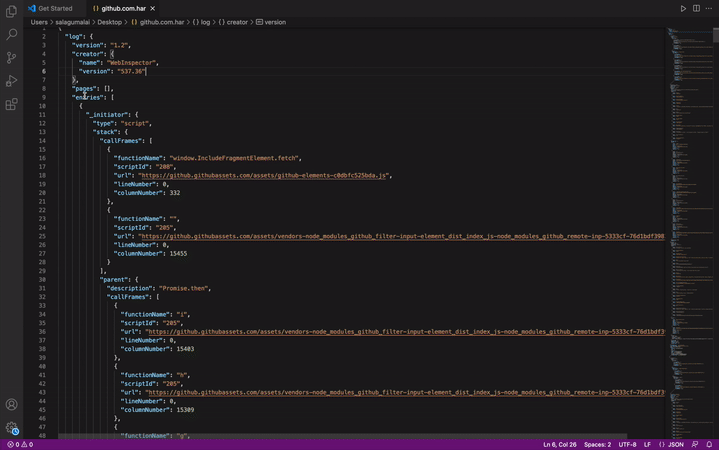 Get Started
github.com.har
Users > salagumalai > Desktop > {} github.com.har > {} log > {} creator > version
1
2 "log": {
3 "version": "1.2",
4 "creator": {
5 "name": "WebInspector",
6 "version": "537.36"
7 },
8 "pages": [],
9 "entries": [
10 {
11 "_initiator": {
12 "type": "script",
13 "stack": {
14 "callFrames": [
15 {
16 "functionName": "window.IncludeFragmentElement.fetch",
17 "scriptId": "200",
18 "url": "https://github.githubassets.com/assets/github-elements-c0dbfc525bda.js",
19 "lineNumber": 0,
20 "columnNumber": 332
21 },
22 {
23 "functionName": "",
24 "scriptId": "205",
25 "url": "https://github.githubassets.com/assets/vendors-node_modules_github_filter-input-element_dist_index_js-node_modules_github_remote-inp-5333cf-76d1bdf398
26 "lineNumber": 0,
27 "columnNumber": 15455
28 }
29 ],
30 "parent": {
31 "description": "Promise.then",
32 "callFrames": [
33 {
34 "functionName": "i",
35 "scriptId": "205",
36 "url": "https://github.githubassets.com/assets/vendors-node_modules_github_filter-input-element_dist_index_js-node_modules_github_remote-inp-5333cf-76d1bdf3
37 "lineNumber": 0,
38 "columnNumber": 15403
39 },
40 {
41 "functionName": "h",
42 "scriptId": "205",
43 "url": "https://github.githubassets.com/assets/vendors-node_modules_github_filter-input-element_dist_index_js-node_modules_github_remote-inp-5333cf-76d1bdf3
44 "lineNumber": 0,
45 "columnNumber": 15309
46 },
47 {
48 "functionName": "g",
0 0 Ln 6, Col 26 Spaces: 2 UTF-8 LF {} JSON